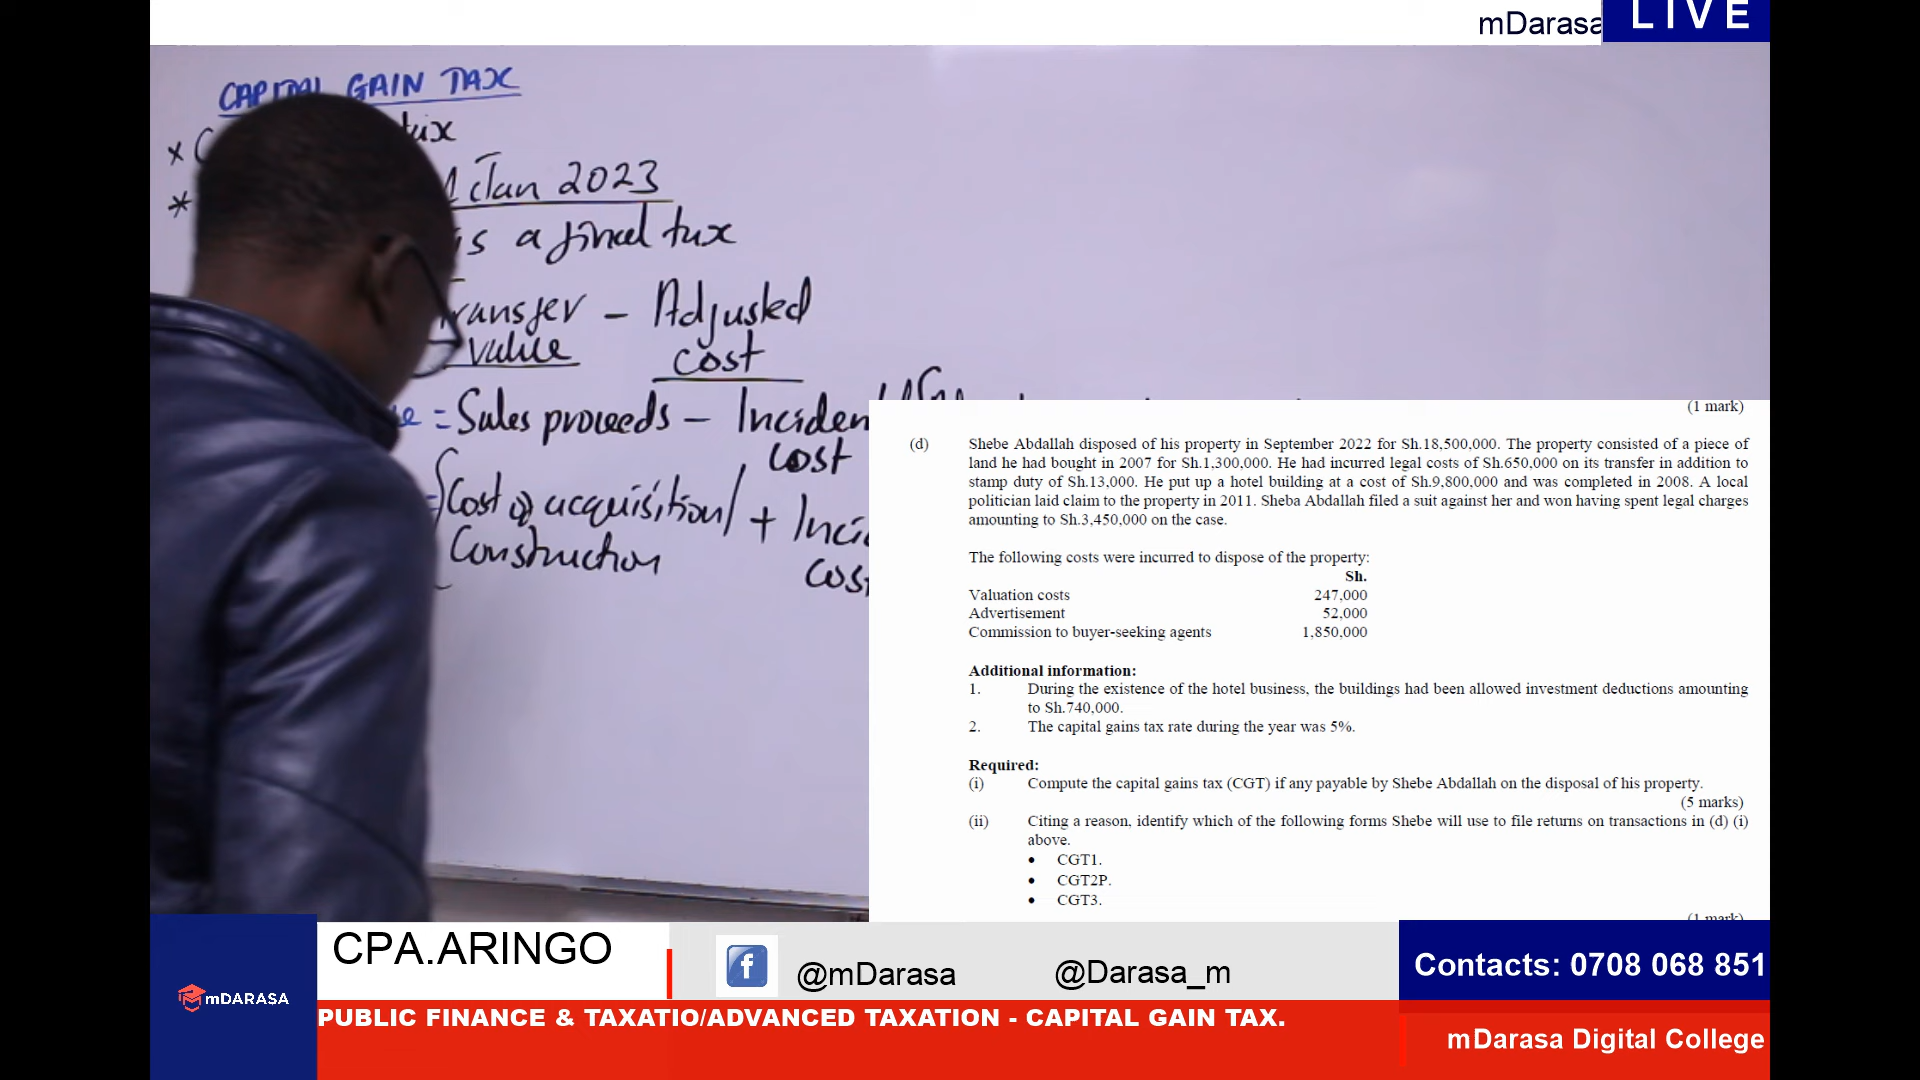 mDarasa
LIVE
CAPITAL GAIN TAX
* C tax
* 1 Jan 2023
is a final tax
Transfer – Adjusted
value cost
= Sales proceeds – Inciden
cost
Cost of acquisition/ + Inci
Construction cos
(1 mark)
(d) Shebe Abdallah disposed of his property in September 2022 for Sh.18,500,000. The property consisted of a piece of
land he had bought in 2007 for Sh.1,300,000. He had incurred legal costs of Sh.650,000 on its transfer in addition to
stamp duty of Sh.13,000. He put up a hotel building at a cost of Sh.9,800,000 and was completed in 2008. A local
politician laid claim to the property in 2011. Sheba Abdallah filed a suit against her and won having spent legal charges
amounting to Sh.3,450,000 on the case.
The following costs were incurred to dispose of the property:
Sh.
Valuation costs 247,000
Advertisement 52,000
Commission to buyer-seeking agents 1,850,000
Additional information:
1. During the existence of the hotel business, the buildings had been allowed investment deductions amounting
to Sh.740,000.
2. The capital gains tax rate during the year was 5%.
Required:
(i) Compute the capital gains tax (CGT) if any payable by Shebe Abdallah on the disposal of his property.
(5 marks)
(ii) Citing a reason, identify which of the following forms Shebe will use to file returns on transactions in (d) (i)
above.
• CGT1.
• CGT2P.
• CGT3.
(1 mark)
CPA.ARINGO
@mDarasa
@Darasa_m
Contacts: 0708 068 851
mDARASA
PUBLIC FINANCE & TAXATIO/ADVANCED TAXATION - CAPITAL GAIN TAX.
mDarasa Digital College